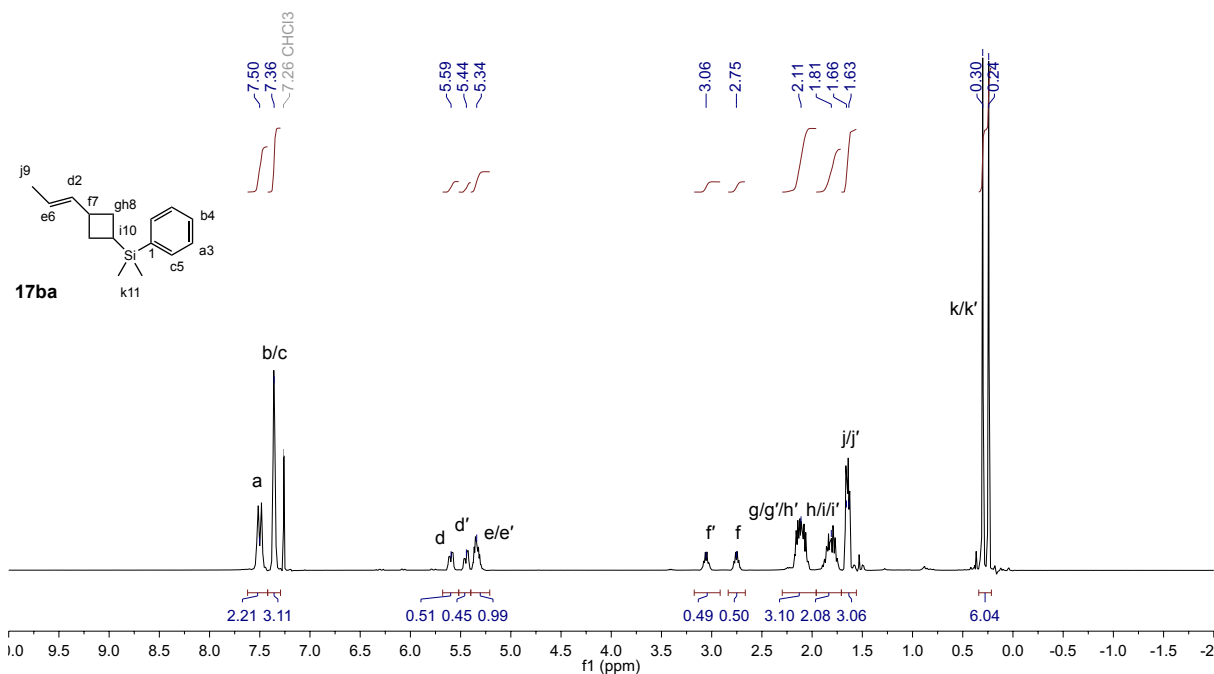 7.50
7.36
7.26 CHCl3
5.59
5.44
5.34
3.06
2.75
2.11
1.81
1.66
1.63
0.30
0.24
j9
d2
f7
gh8
e6
i10
b4
1
a3
Si
c5
k11
17ba
k/k′
b/c
j/j′
a
g/g′/h′
h/i/i′
d
d′
e/e′
f′
f
2.21
3.11
0.51
0.45
0.99
0.49
0.50
3.10
2.08
3.06
6.04
0.0
9.5
9.0
8.5
8.0
7.5
7.0
6.5
6.0
5.5
5.0
4.5
4.0
3.5
3.0
2.5
2.0
1.5
1.0
0.5
0.0
-0.5
-1.0
-1.5
-2
f1 (ppm)